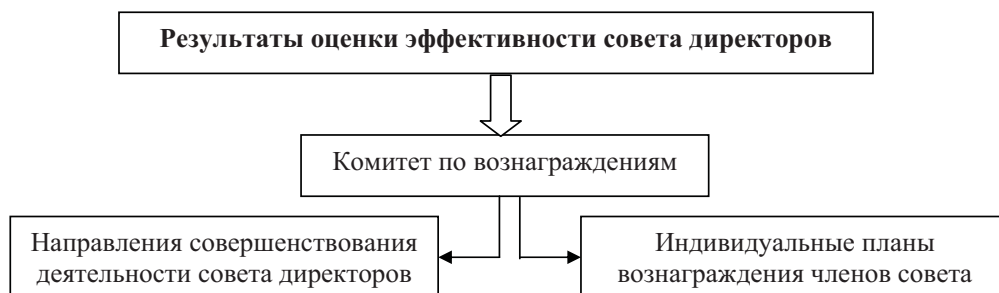 Результаты оценки эффективности совета директоров
Комитет по вознаграждениям
Направления совершенствования
деятельности совета директоров
Индивидуальные планы
вознаграждения членов совета